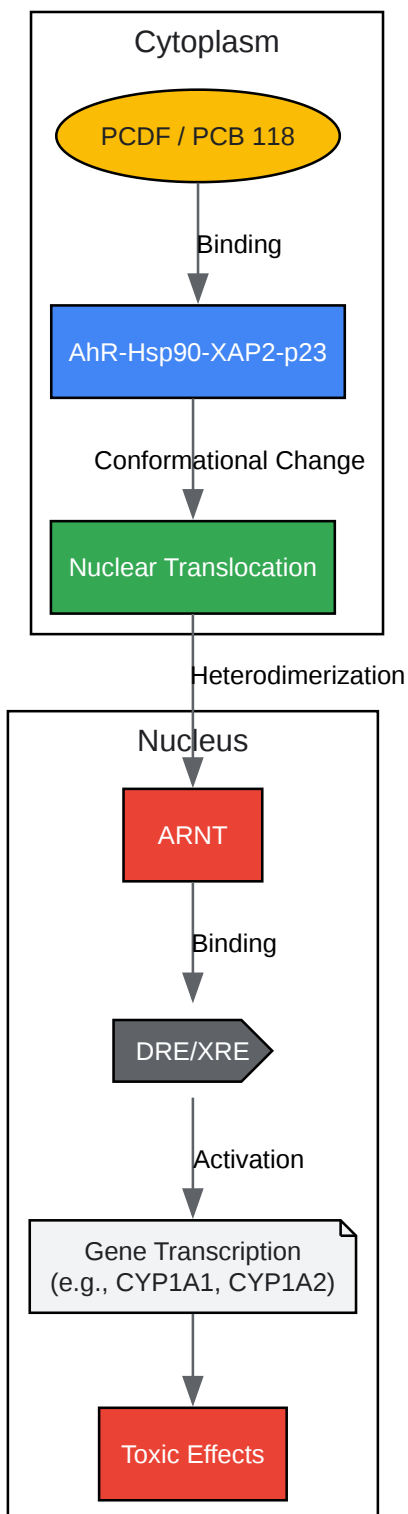 Cytoplasm
PCDF / PCB 118
Binding
AhR-Hsp90-XAP2-p23
Conformational Change
Nuclear Translocation
Heterodimerization
Nucleus
ARNT
Binding
DRE/XRE
Activation
Gene Transcription
(e.g., CYP1A1, CYP1A2)
Toxic Effects